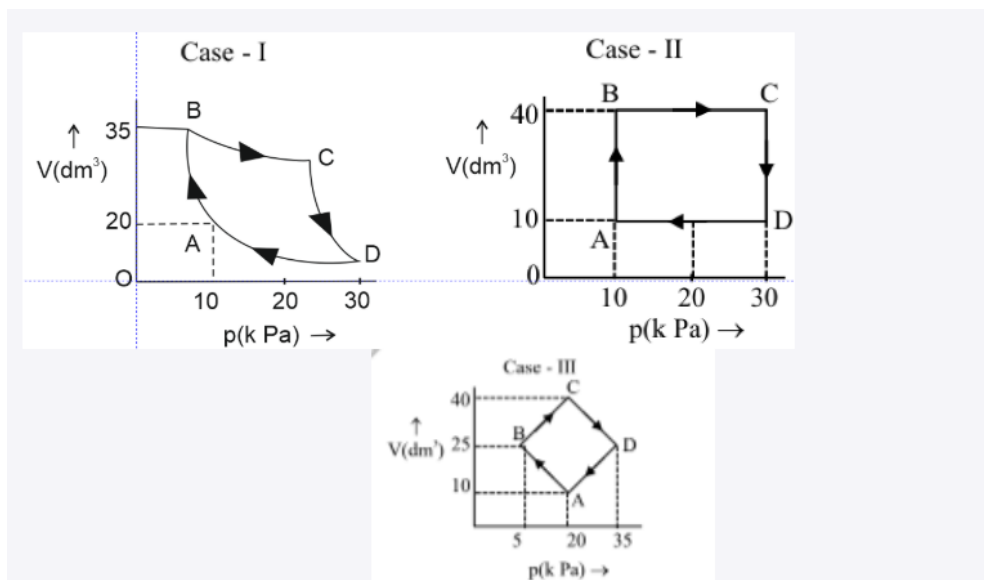 Case - I
B
↑
35
C
V(dm³)
20
A
D
O
10 20 30
p(k Pa) →
Case - II
B C
40
↑
V(dm³)
10
D
A
0
10 20 30
p(k Pa) →
Case - III
C
40
↑
B
V(dm³) 25
D
10
A
5 20 35
p(k Pa) →